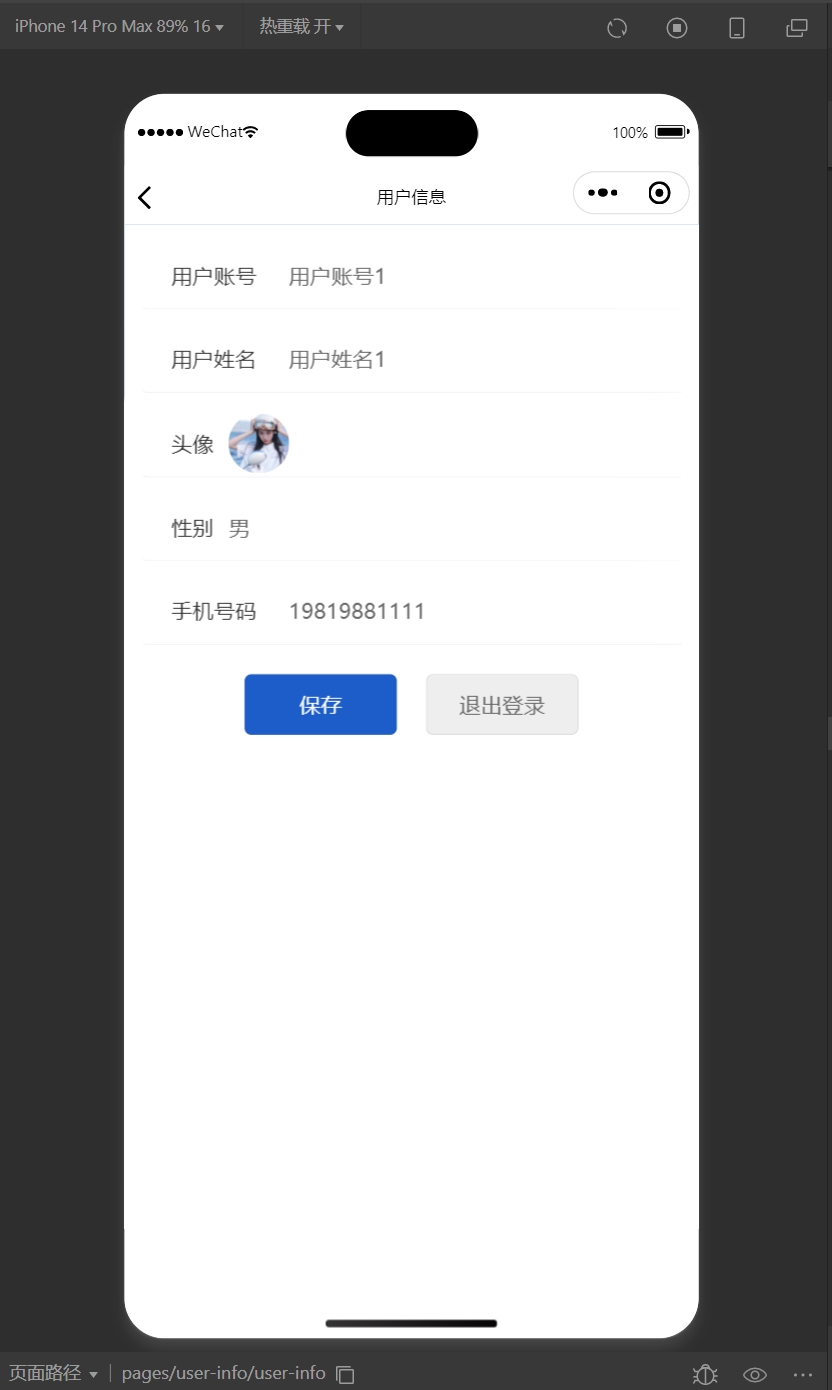 iPhone 14 Pro Max 89% 16 热重载 开
WeChat 100%
用户信息
用户账号 用户账号1
用户姓名 用户姓名1
头像
性别 男
手机号码 19819881111
保存 退出登录
页面路径 pages/user-info/user-info